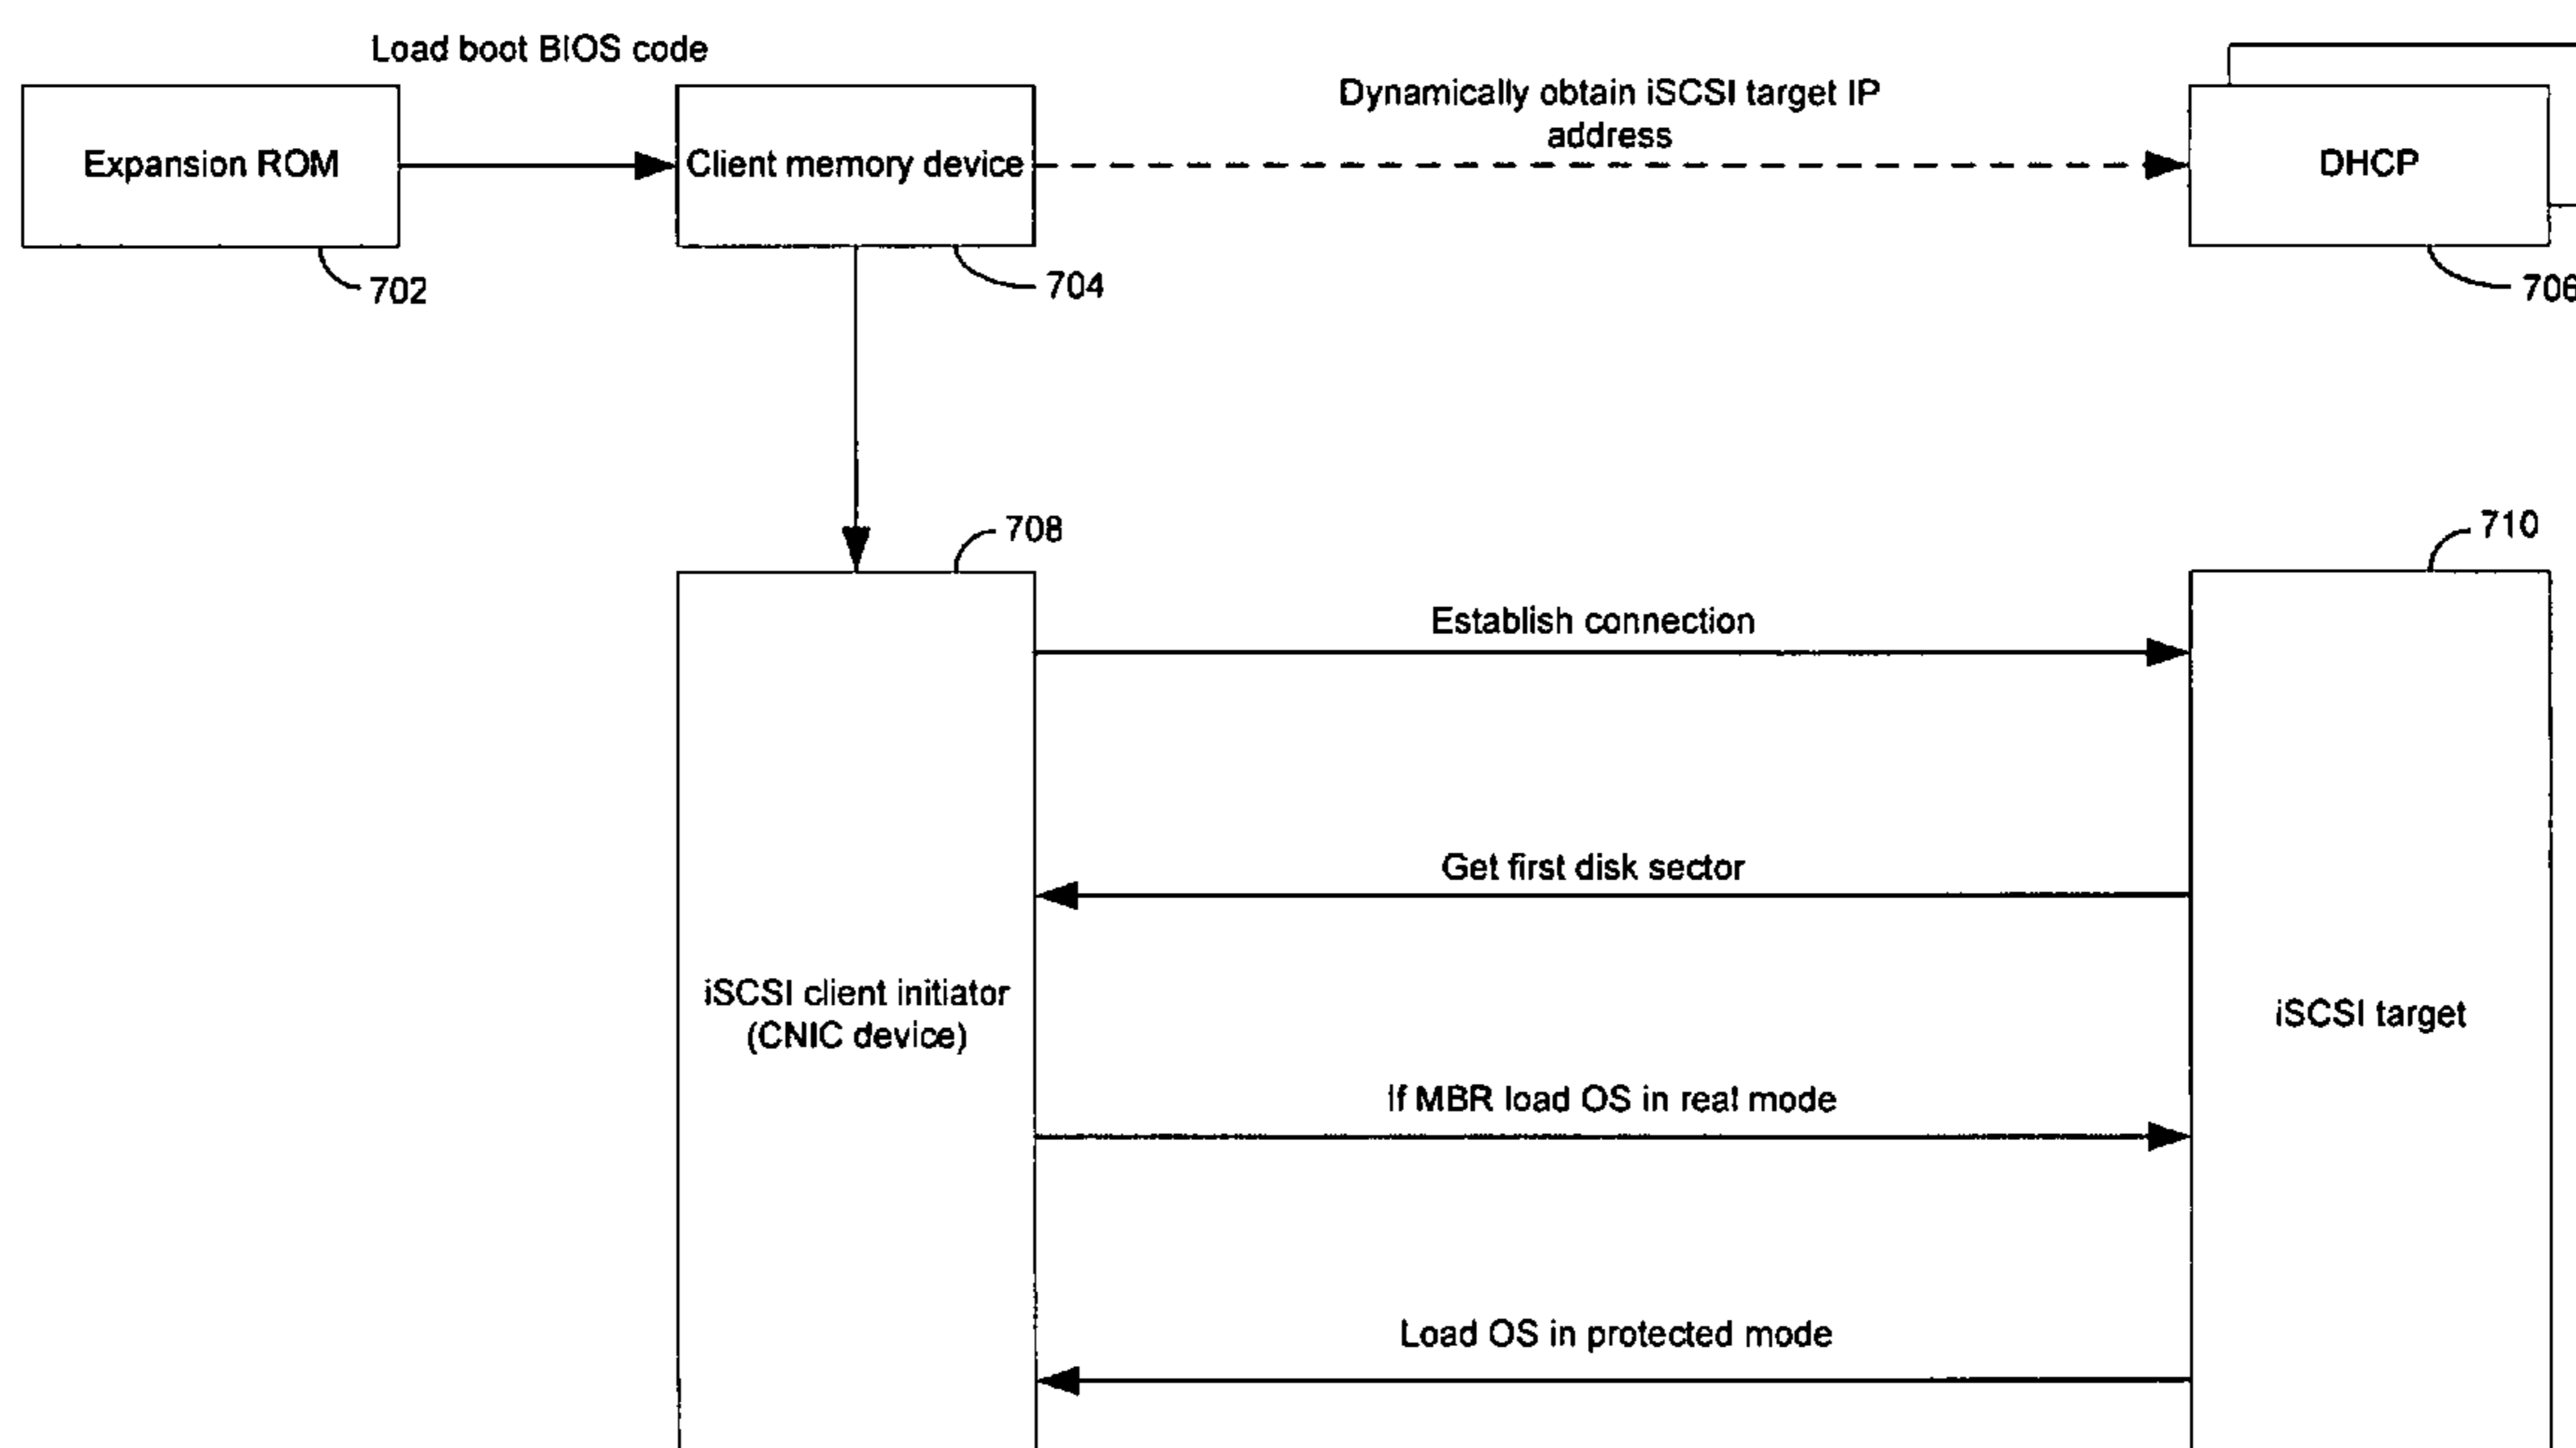 Load boot BIOS code
Dynamically obtain iSCSI target IP
address
Expansion ROM
Client memory device
DHCP
702
704
706
708
710
Establish connection
Get first disk sector
iSCSI client initiator
(CNIC device)
iSCSI target
If MBR load OS in real mode
Load OS in protected mode